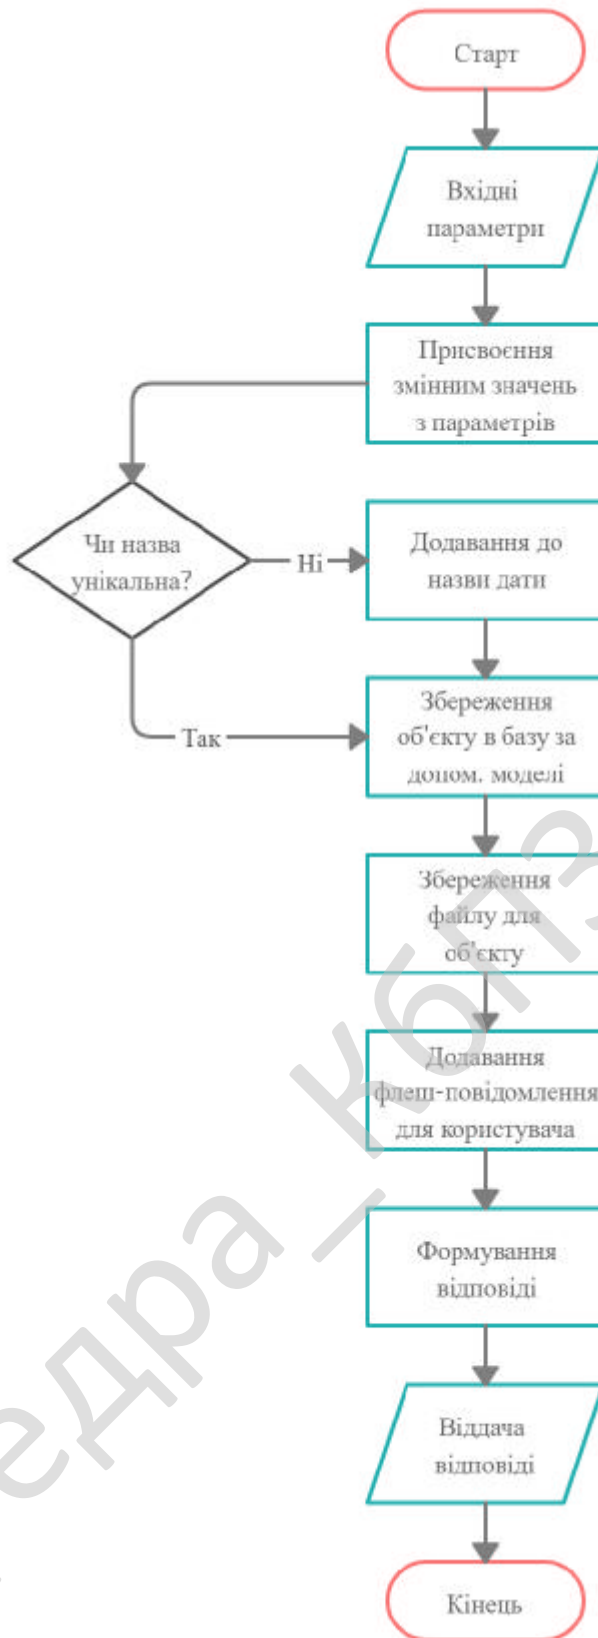 Старт
Вхідні
параметри
Присвоєння
змінним значень
з параметрів
Чи назва
унікальна?
Ні
Додавання до
назви дати
Так
Збереження
об'єкту в базу за
допом. моделі
Збереження
файлу для
об'єкту
Додавання
флеш-повідомлення
для користувача
Формування
відповіді
Віддача
відповіді
Кінець